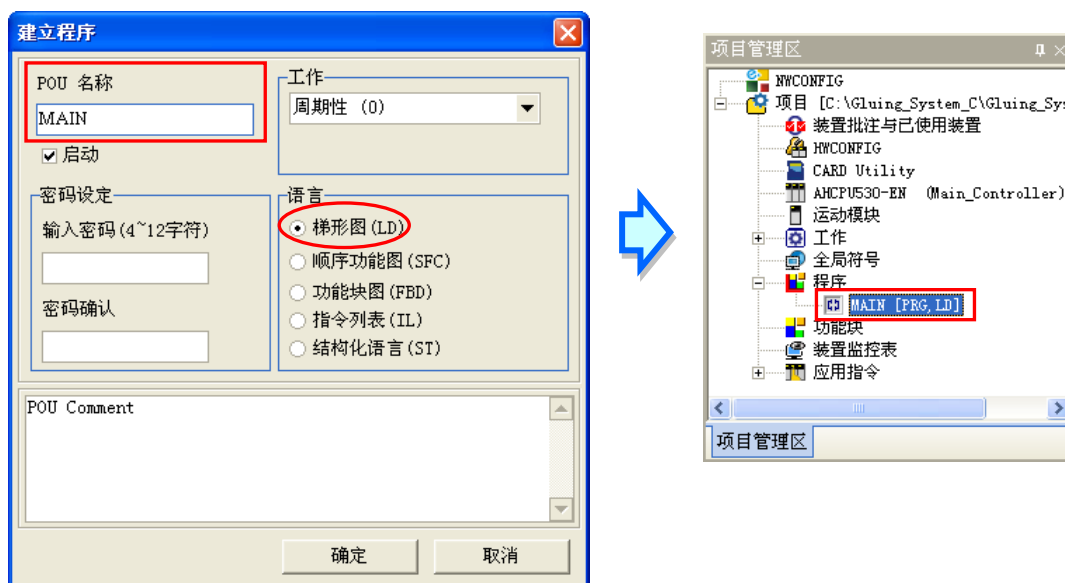 建立程序
POU 名称
MAIN
启动
工作
周期性 (0)
密码设定
输入密码(4~12字符)
密码确认
语言
梯形图(LD)
顺序功能图(SFC)
功能块图(FBD)
指令列表(IL)
结构化语言(ST)
POU Comment
确定
取消
项目管理区
NWCONFIG
项目 [C:\Gluing_System_C\Gluing_Sys
装置批注与已使用装置
HWCONFIG
CARD Utility
AHCPU530-EN (Main_Controller)
运动模块
工作
全局符号
程序
MAIN [PRG,LD]
功能块
装置监控表
应用指令
项目管理区